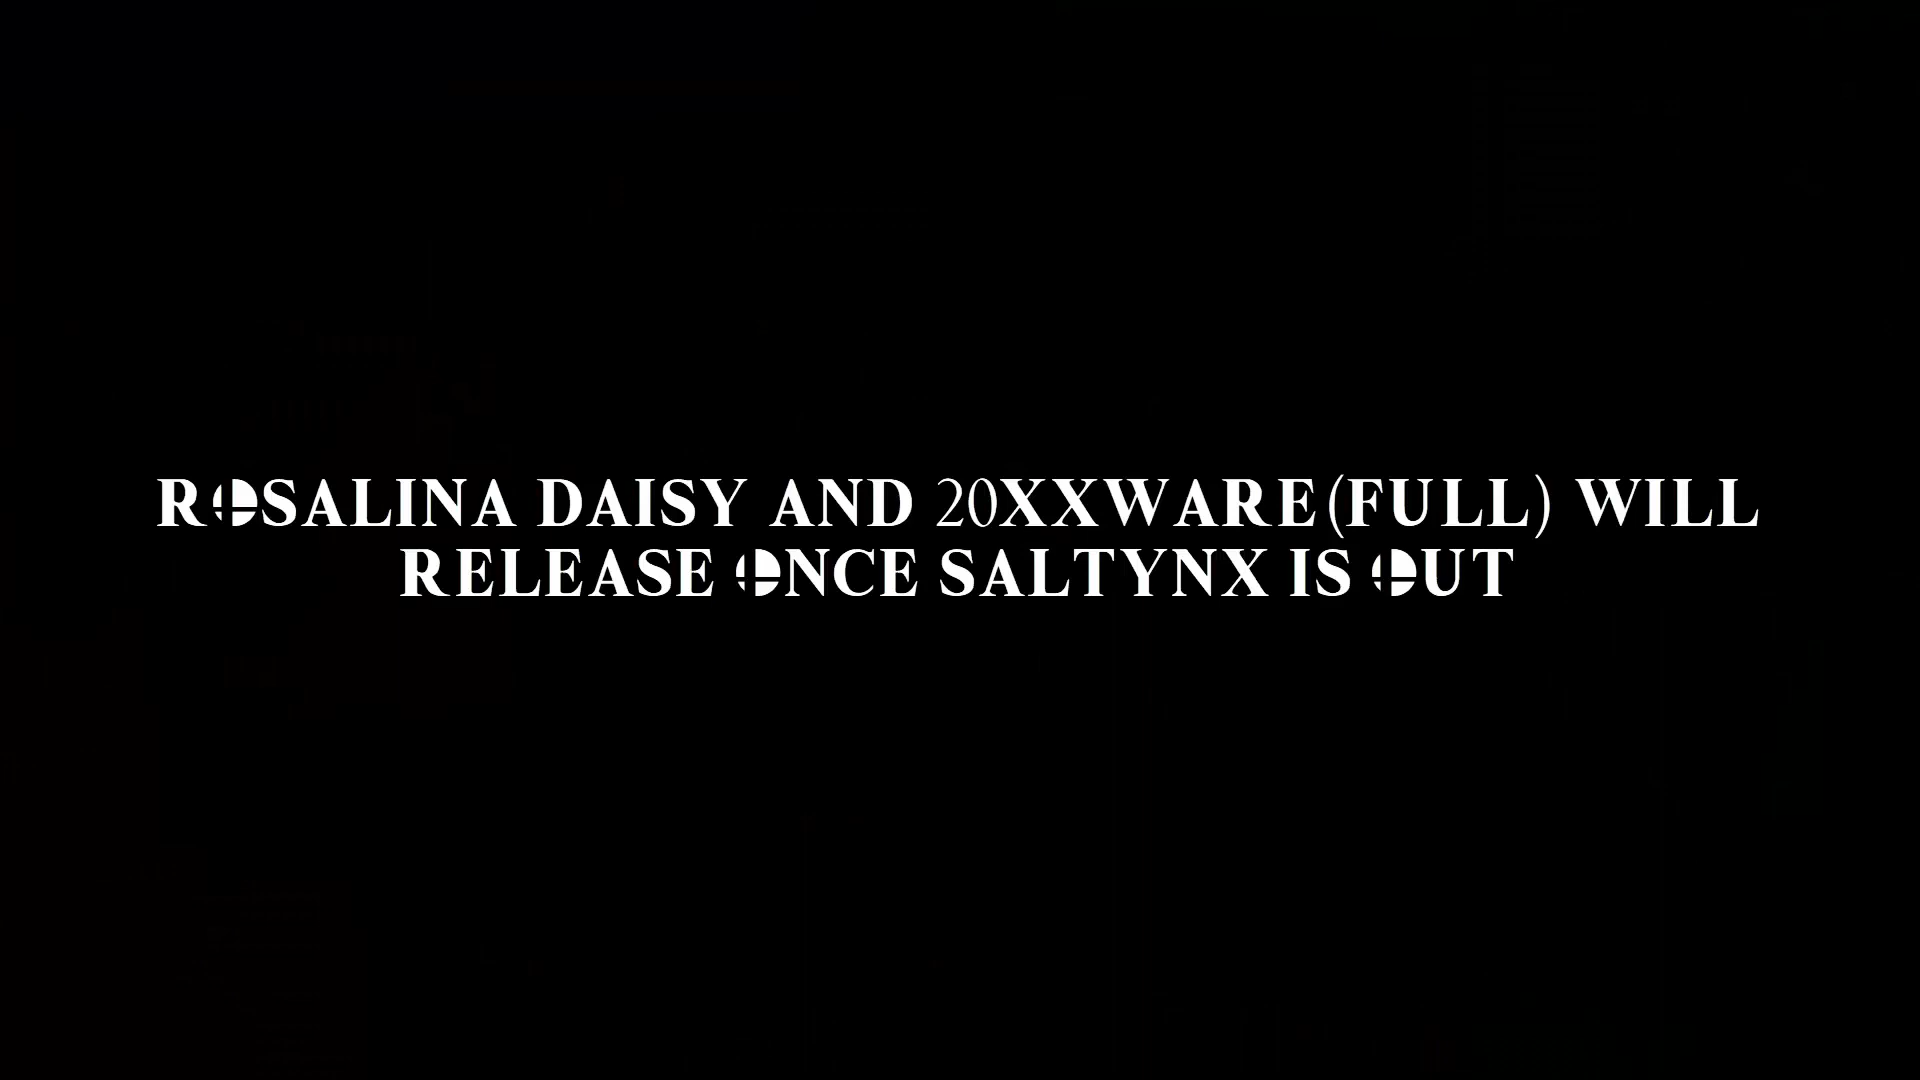 ROSALINA DAISY AND 20XXWARE(FULL) WILL
RELEASE ONCE SALTYNX IS OUT